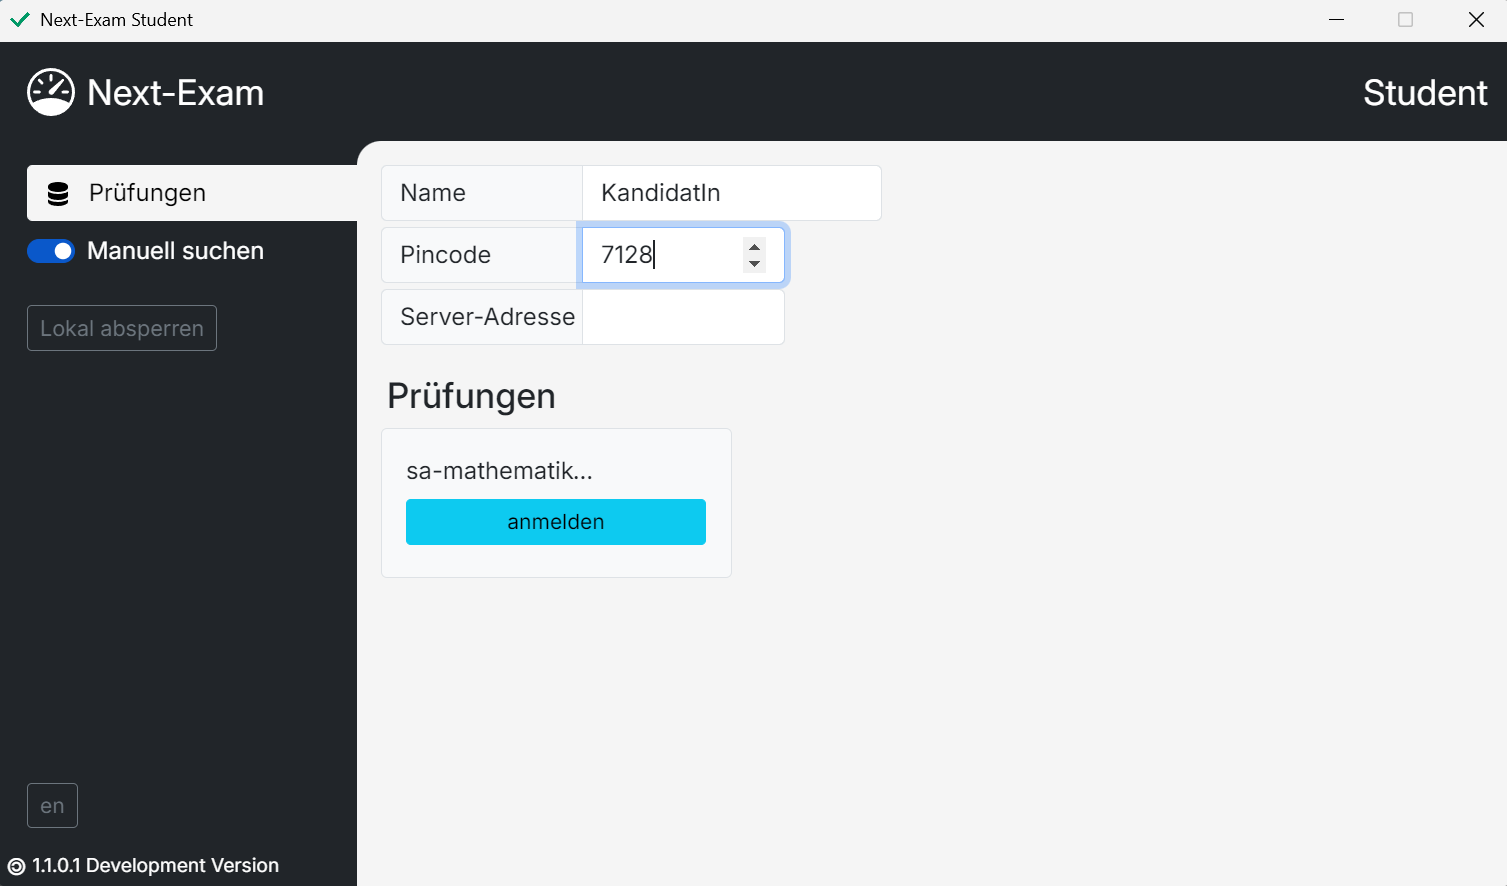 Next-Exam Student
Next-Exam
Student
Prüfungen
Manuell suchen
Lokal absperren
Name
KandidatIn
Pincode
7128
Server-Adresse
Prüfungen
sa-mathematik...
anmelden
en
1.1.0.1 Development Version